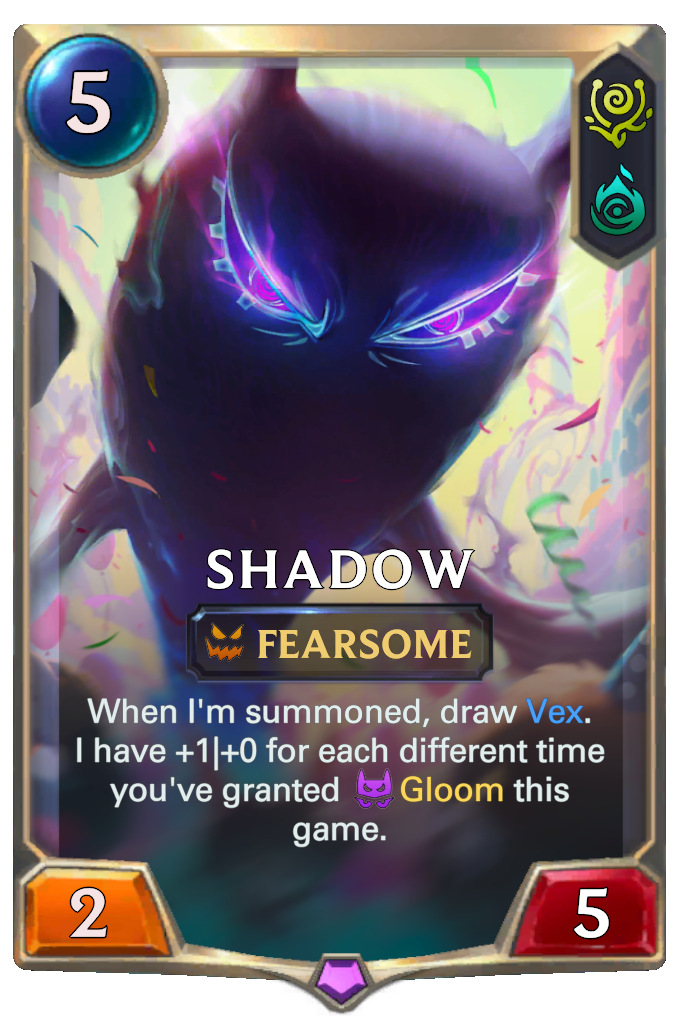 5
SHADOW
FEARSOME
When I'm summoned, draw Vex.
I have +1|+0 for each different time
you've granted Gloom this
game.
2
5